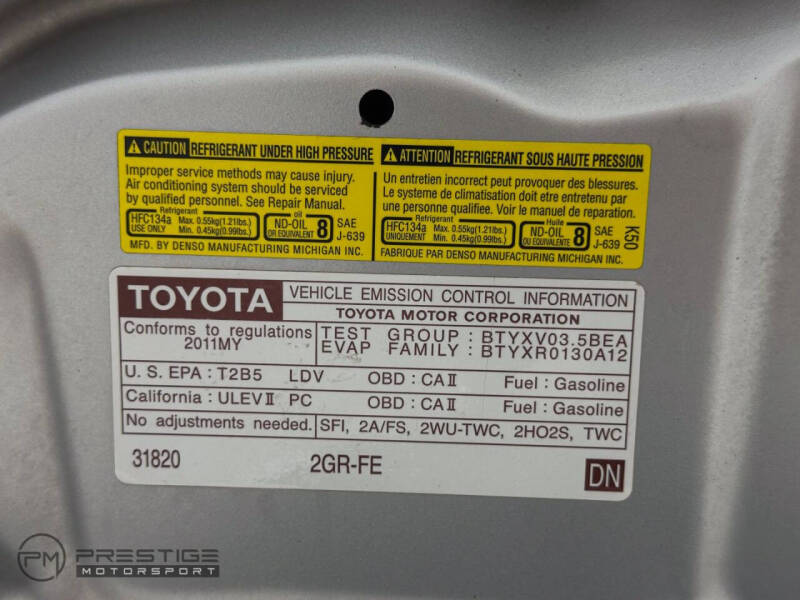 CAUTION REFRIGERANT UNDER HIGH PRESSURE
Improper service methods may cause injury.
Air conditioning system should be serviced
by qualified personnel. See Repair Manual.
Refrigerant oil
HFC134a Max. 0.55kg(1.21lbs.) ND-OIL 8 SAE
USE ONLY Min. 0.45kg(0.99lbs.) OR EQUIVALENT J-639
MFD. BY DENSO MANUFACTURING MICHIGAN INC.
ATTENTION REFRIGERANT SOUS HAUTE PRESSION
Un entretien incorrect peut provoquer des blessures.
Le systeme de climatisation doit être entretenu par
une personne qualifiée. Voir le manuel de reparation.
Refrigerant Huile
HFC134a Max. 0.55kg(1.21lbs.) ND-OIL 8 SAE
UNIQUEMENT Min. 0.45kg(0.99lbs.) OU EQUIVALENTE J-639
FABRIQUE PAR DENSO MANUFACTURING MICHIGAN INC.
K50
TOYOTA VEHICLE EMISSION CONTROL INFORMATION
TOYOTA MOTOR CORPORATION
Conforms to regulations TEST GROUP : BTYXV03.5BEA
2011MY EVAP FAMILY : BTYXR0130A12
U. S. EPA : T2B5 LDV OBD : CAⅡ Fuel : Gasoline
California : ULEVⅡ PC OBD : CAⅡ Fuel : Gasoline
No adjustments needed. SFI, 2A/FS, 2WU-TWC, 2HO2S, TWC
31820 2GR-FE DN
PM PRESTIGE
MOTORSPORT